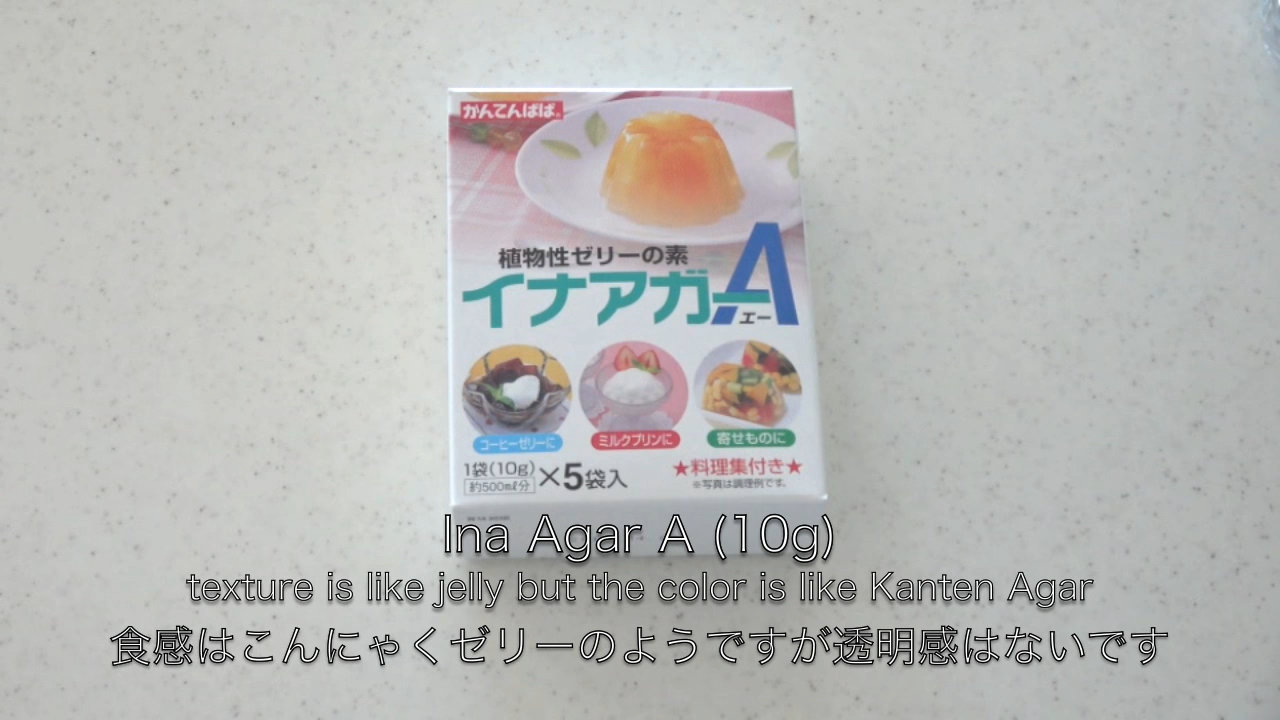 かんてんぱぱ®
植物性ゼリーの素
イナアガーA
エー
コーヒーゼリーに
ミルクプリンに
寄せものに
1袋(10g)×5袋入
約500mℓ分
★料理集付き★
※写真は調理例です。
Ina Agar A (10g)
texture is like jelly but the color is like Kanten Agar
食感はこんにゃくゼリーのようですが透明感はないです